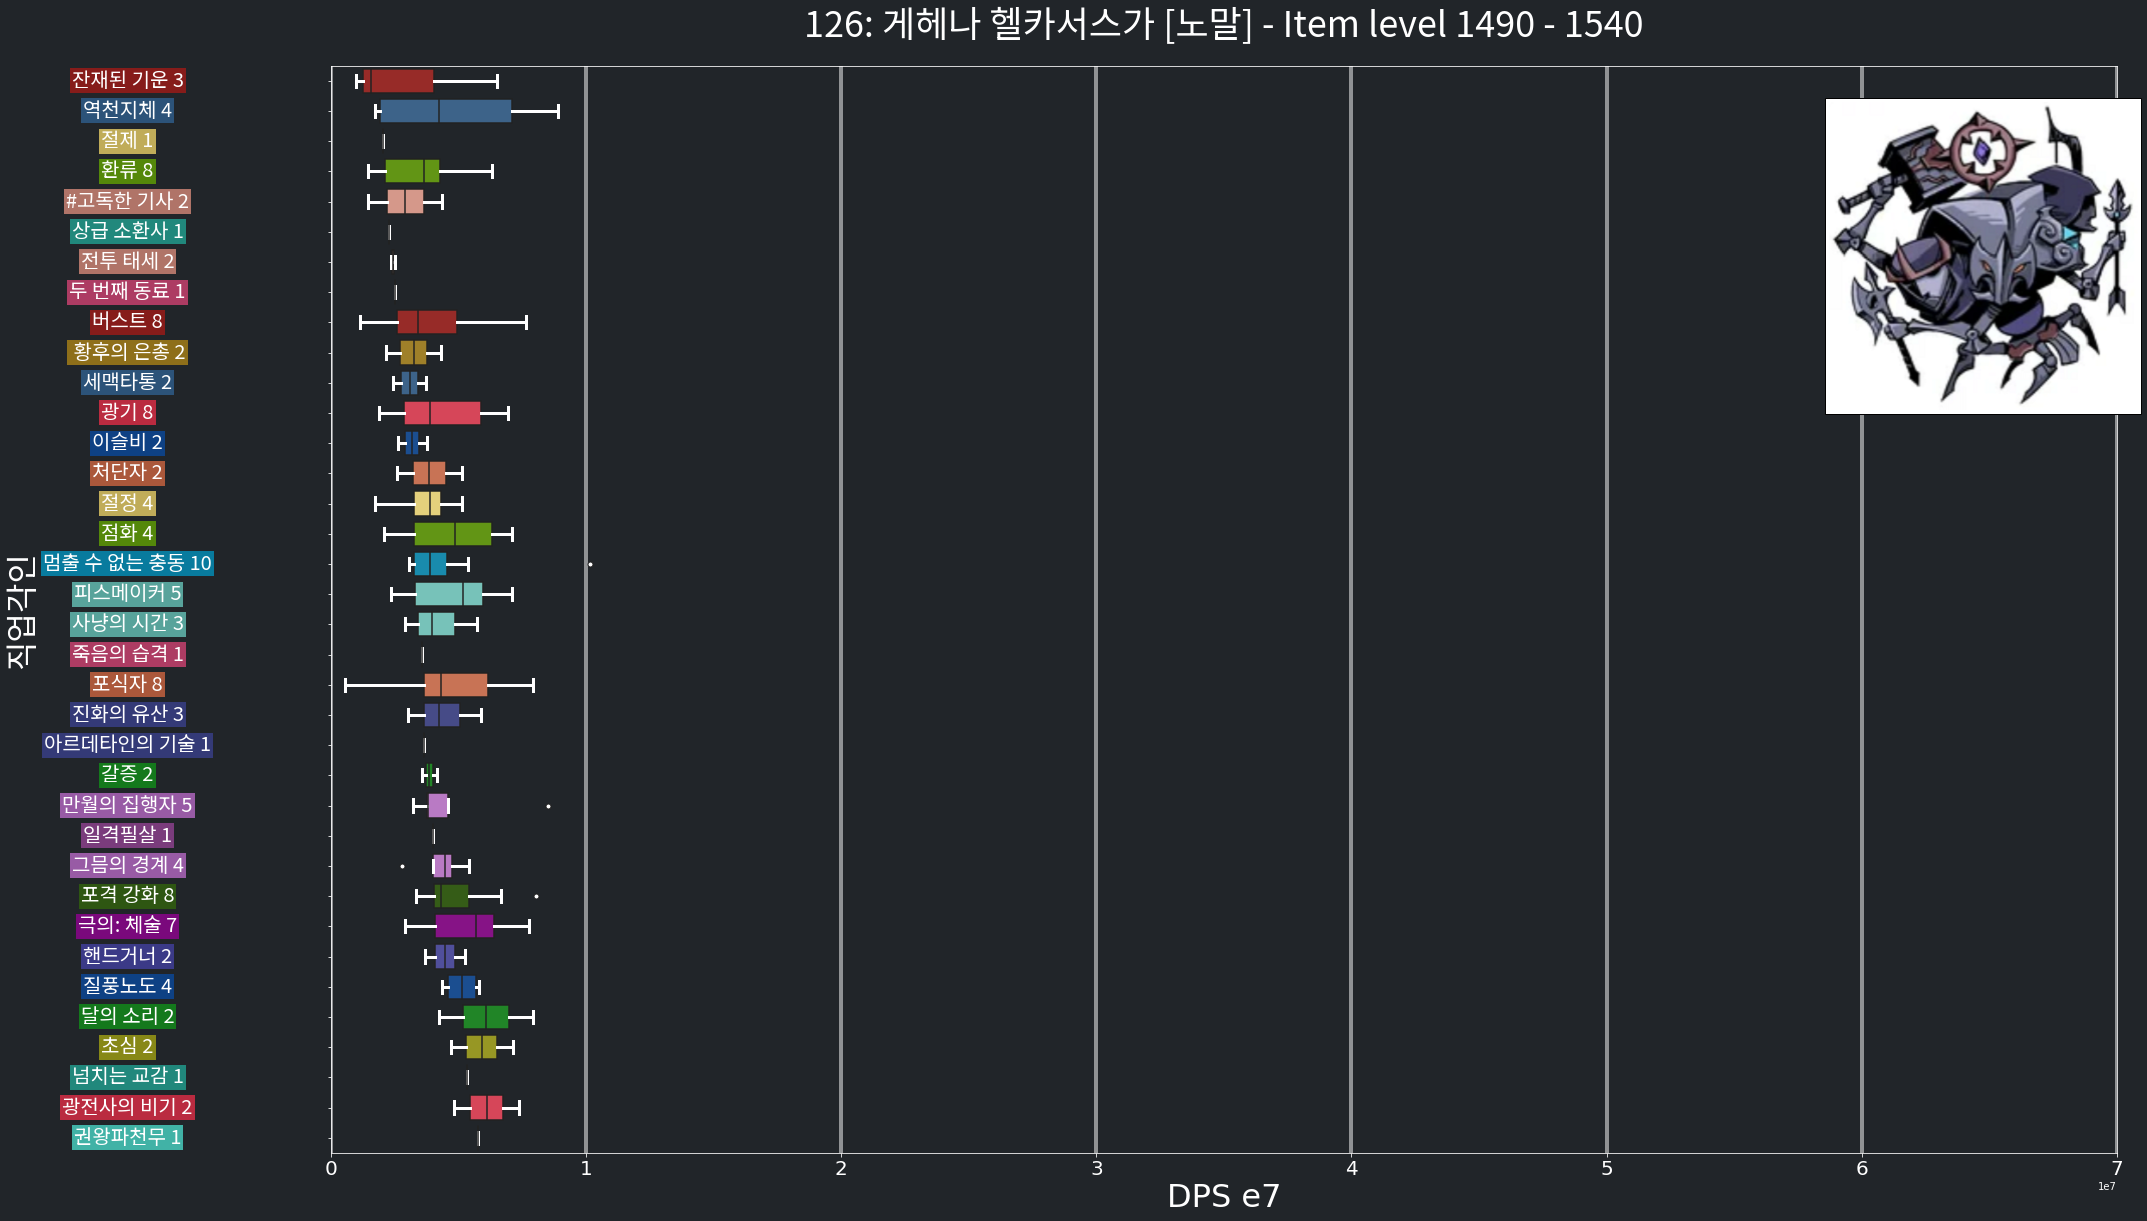 126: 게헤나 헬카서스가 [노말] - Item level 1490 - 1540
잔재된 기운 3
역천지체 4
절제 1
환류 8
#고독한 기사 2
상급 소환사 1
전투 태세 2
두 번째 동료 1
버스트 8
황후의 은총 2
세맥타통 2
광기 8
이슬비 2
처단자 2
절정 4
점화 4
멈출 수 없는 충동 10
피스메이커 5
사냥의 시간 3
죽음의 습격 1
포식자 8
진화의 유산 3
아르데타인의 기술 1
갈증 2
만월의 집행자 5
일격필살 1
그믐의 경계 4
포격 강화 8
극의: 체술 7
핸드거너 2
질풍노도 4
달의 소리 2
초심 2
넘치는 교감 1
광전사의 비기 2
권왕파천무 1
직업각인
0 1 2 3 4 5 6 7
1e7
DPS e7